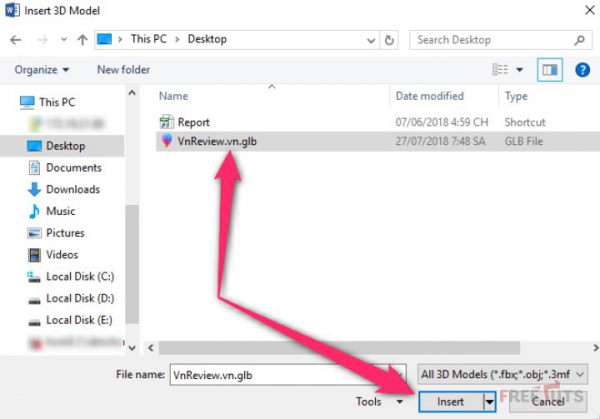 Insert 3D Model
This PC > Desktop
Search Desktop
Organize
New folder
Name
Date modified
Type
This PC
Desktop
Documents
Downloads
Music
Pictures
Videos
Local Disk (C:)
Local Disk (D:)
Local Disk (E:)
Report
07/06/2018 4:59 CH
Shortcut
VnReview.vn.glb
27/07/2018 7:48 SA
GLB File
File name:
VnReview.vn.glb
All 3D Models (*.fbx;*.obj;*.3mf
Tools
Insert
Cancel
FREETUTS